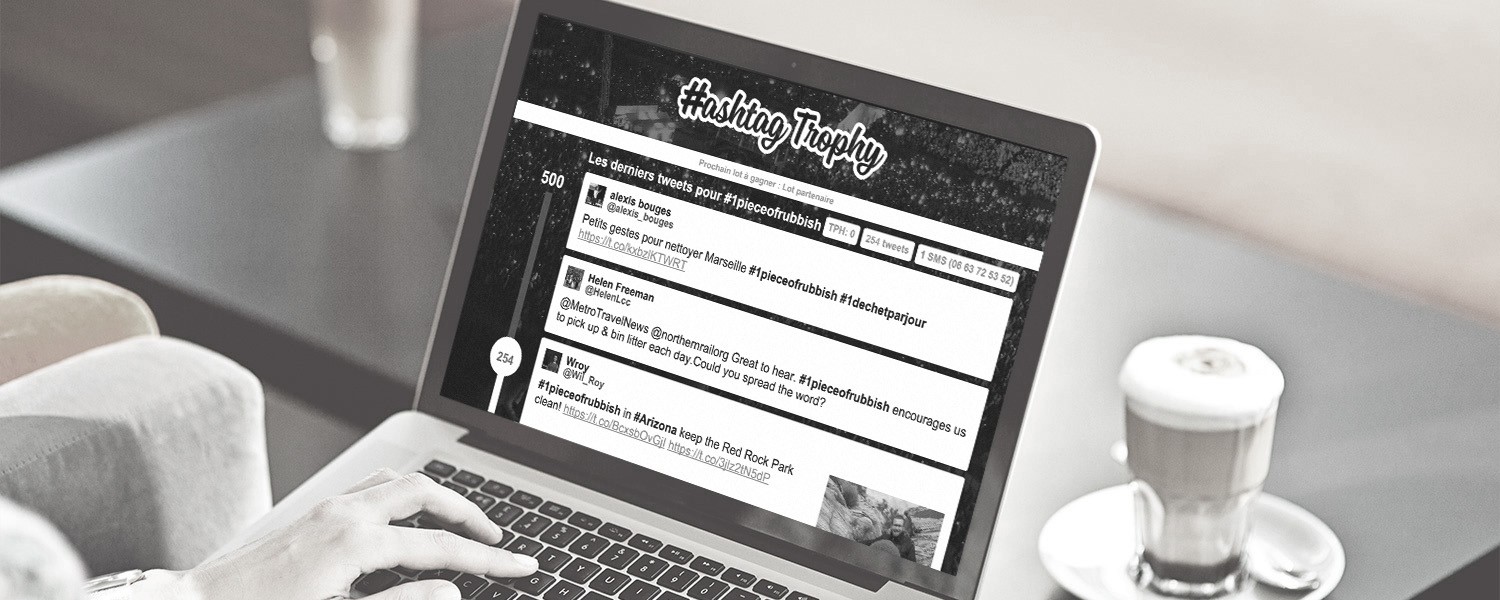 #ashtag Trophy
Prochain lot à gagner : Lot partenaire
Les derniers tweets pour #1pieceofrubbish
TPH: 0
254 tweets
1 SMS (06 63 72 53 52)
500
alexis bouges
@alexis_bouges
Petits gestes pour nettoyer Marseille #1pieceofrubbish #1dechetparjour
https://t.co/kxbzlKTWRT
Helen Freeman
@HelenLcc
@MetroTravelNews @northernrailorg Great to hear. #1pieceofrubbish encourages us
to pick up & bin litter each day.Could you spread the word?
254
Wroy
@Wil_Roy
#1pieceofrubbish in #Arizona keep the Red Rock Park
clean! https://t.co/BcxsbOvGjI https://t.co/3jlz2tN5dP